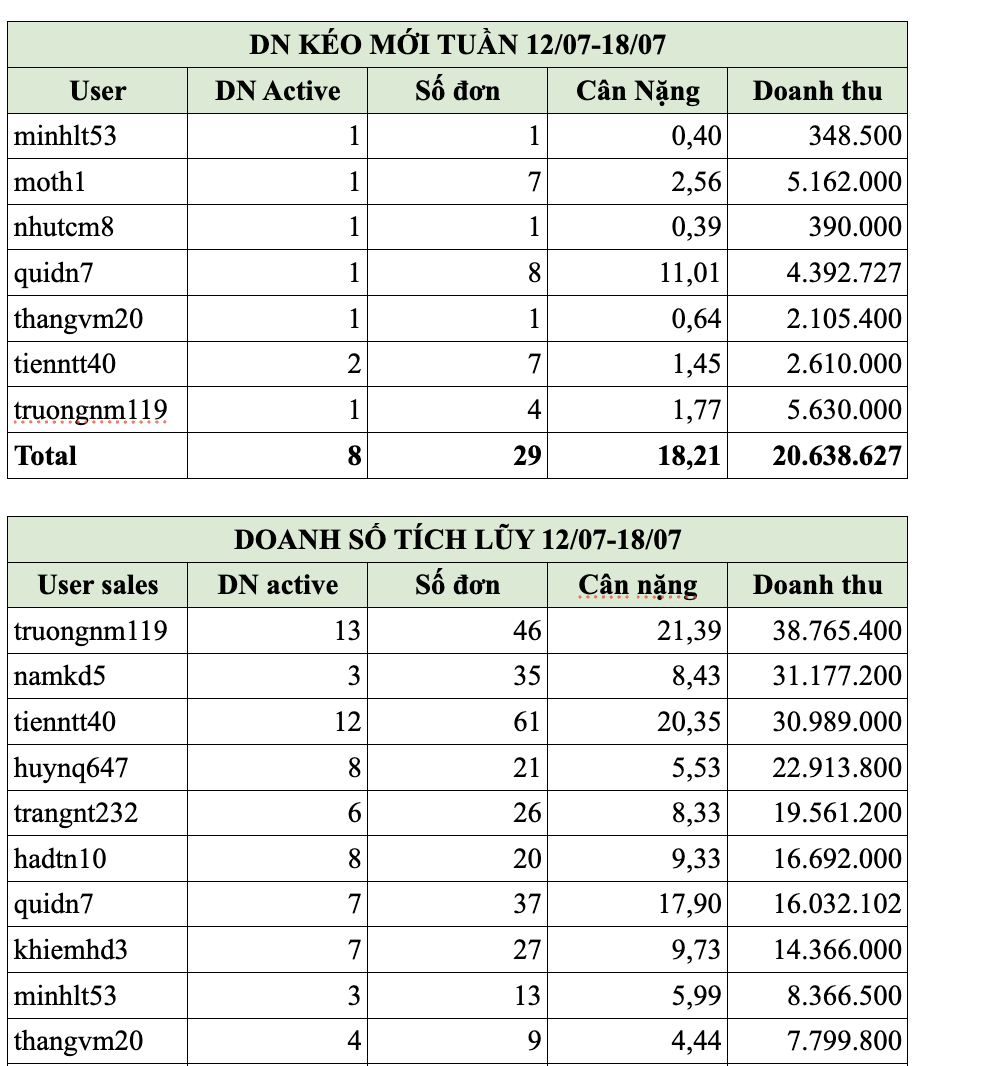 DN KÉO MỚI TUẦN 12/07-18/07
User DN Active Số đơn Cân Nặng Doanh thu
minhlt53 1 1 0,40 348.500
moth1 1 7 2,56 5.162.000
nhutcm8 1 1 0,39 390.000
quidn7 1 8 11,01 4.392.727
thangvm20 1 1 0,64 2.105.400
tienntt40 2 7 1,45 2.610.000
truongnm119 1 4 1,77 5.630.000
Total 8 29 18,21 20.638.627
DOANH SỐ TÍCH LŨY 12/07-18/07
User sales DN active Số đơn Cân nặng Doanh thu
truongnm119 13 46 21,39 38.765.400
namkd5 3 35 8,43 31.177.200
tienntt40 12 61 20,35 30.989.000
huynq647 8 21 5,53 22.913.800
trangnt232 6 26 8,33 19.561.200
hadtn10 8 20 9,33 16.692.000
quidn7 7 37 17,90 16.032.102
khiemhd3 7 27 9,73 14.366.000
minhlt53 3 13 5,99 8.366.500
thangvm20 4 9 4,44 7.799.800